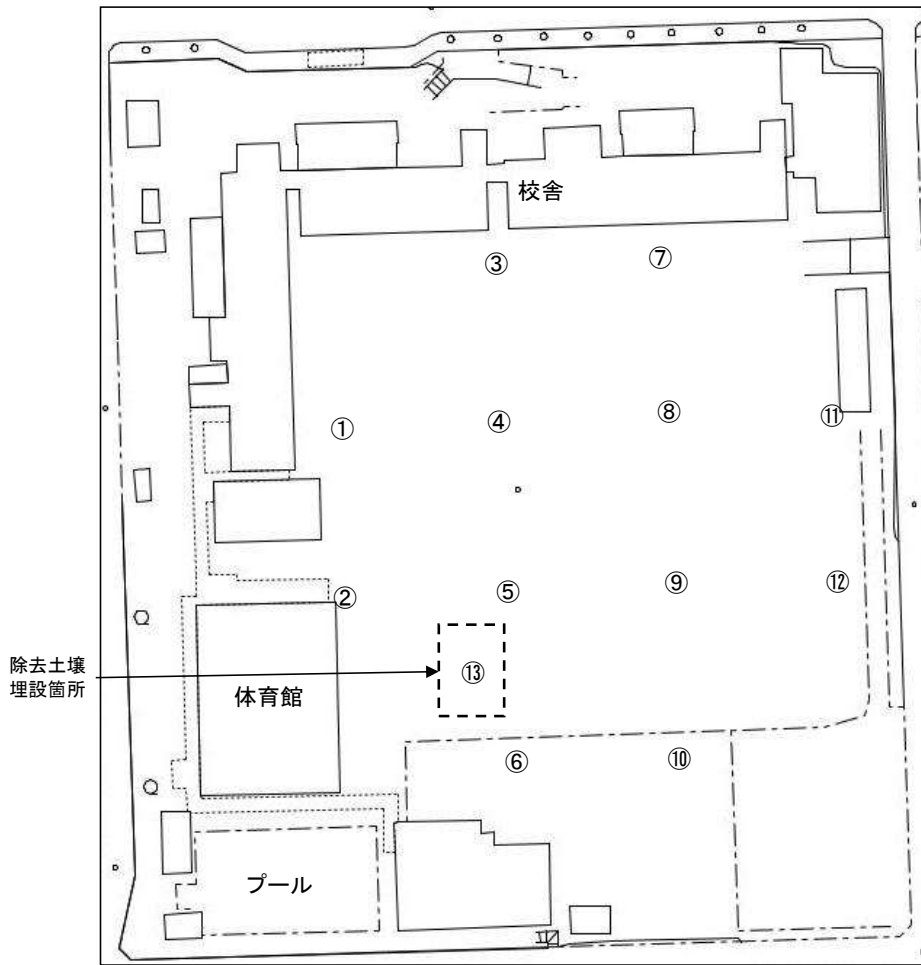 校舎
③
⑦
①
④
⑧
⑪
②
⑤
⑨
⑫
除去土壌
埋設箇所
⑬
体育館
⑥
⑩
プール